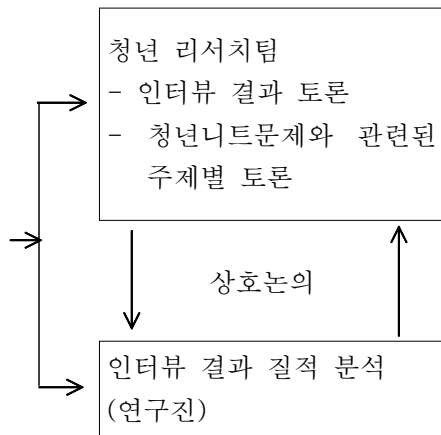 청년 리서치팀
- 인터뷰 결과 토론
- 청년니트문제와 관련된
주제별 토론
상호논의
인터뷰 결과 질적 분석
(연구진)